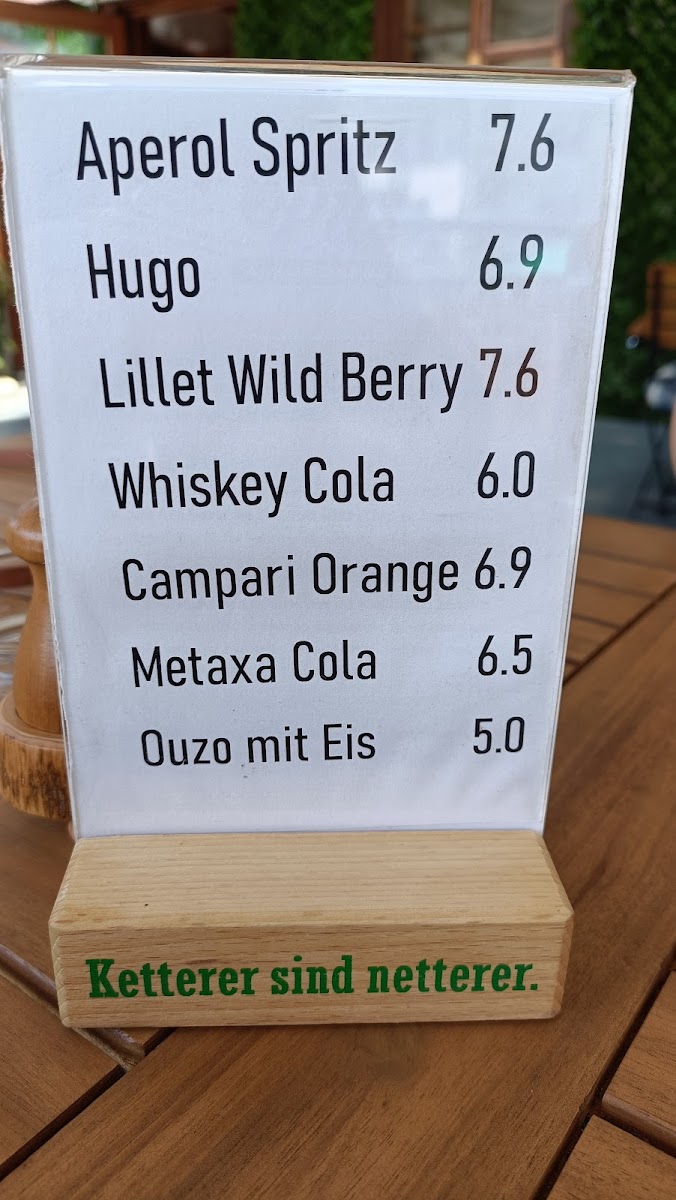 Aperol Spritz 7.6
Hugo 6.9
Lillet Wild Berry 7.6
Whiskey Cola 6.0
Campari Orange 6.9
Metaxa Cola 6.5
Ouzo mit Eis 5.0
Ketterer sind netterer.